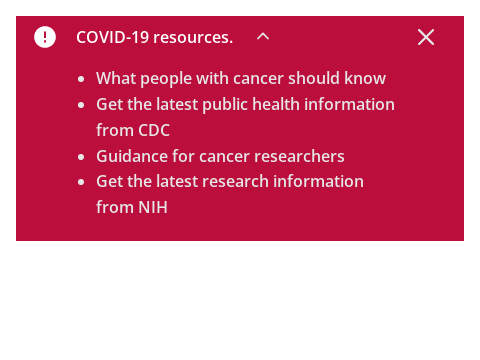 COVID-19 resources.
What people with cancer should know
Get the latest public health information
from CDC
Guidance for cancer researchers
Get the latest research information
from NIH